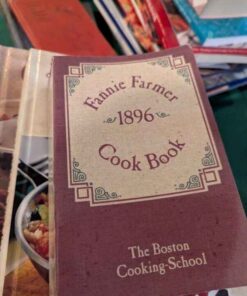 Fannie Farmer
1896
Cook Book
The Boston
Cooking-School